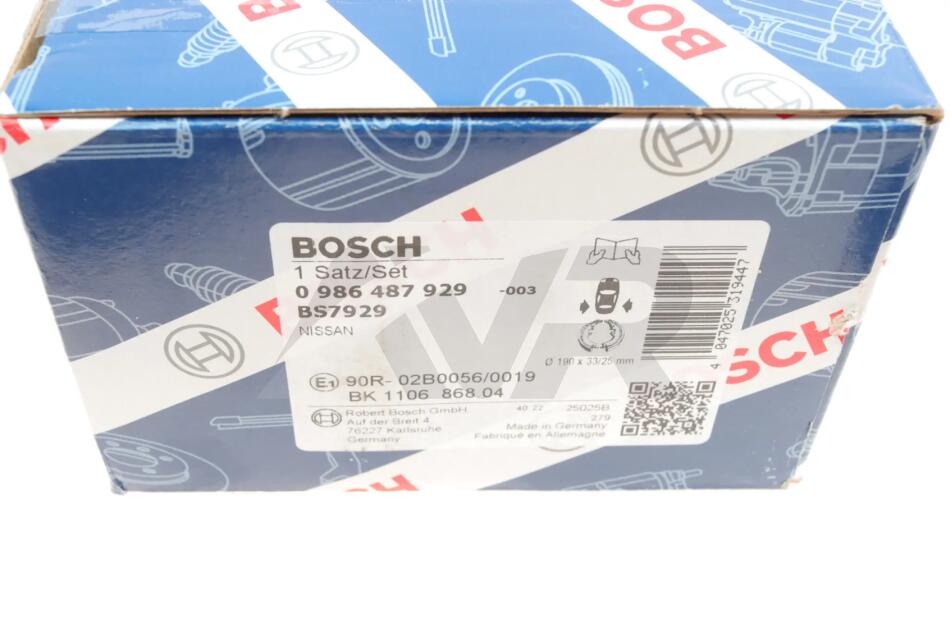 BOSCH
BOSCH
1 Satz/Set
0 986 487 929 -003
BS7929
NISSAN
Ø 190 x 33/25 mm
4 047025 319447
E1 90R- 02B0056/0019
BK 1106 868.04
Robert Bosch GmbH
Auf der Breit 4
76227 Karlsruhe
Germany
40 22 25025B
279
Made in Germany
Fabriqué en Allemagne
AVR